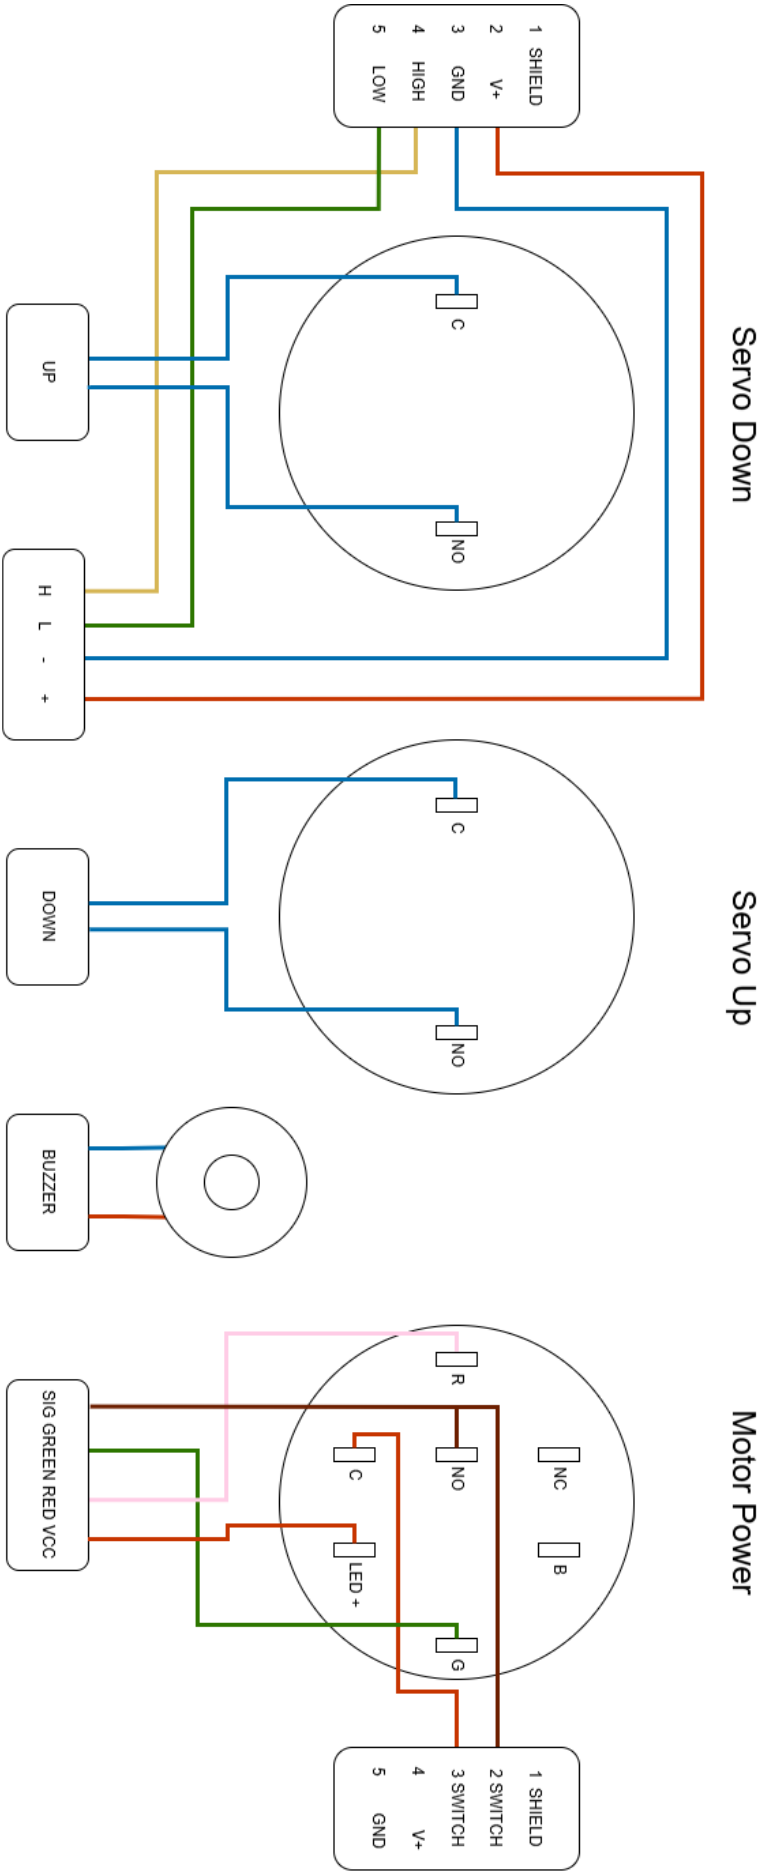 1 SHIELD
2 V+
3 GND
4 HIGH
5 LOW
Servo Down
C
NO
UP
H L - +
Servo Up
C
NO
DOWN
BUZZER
Motor Power
R
NC
NO
C
B
LED +
G
SIG GREEN RED VCC
1 SHIELD
2 SWITCH
3 SWITCH
4 V+
5 GND